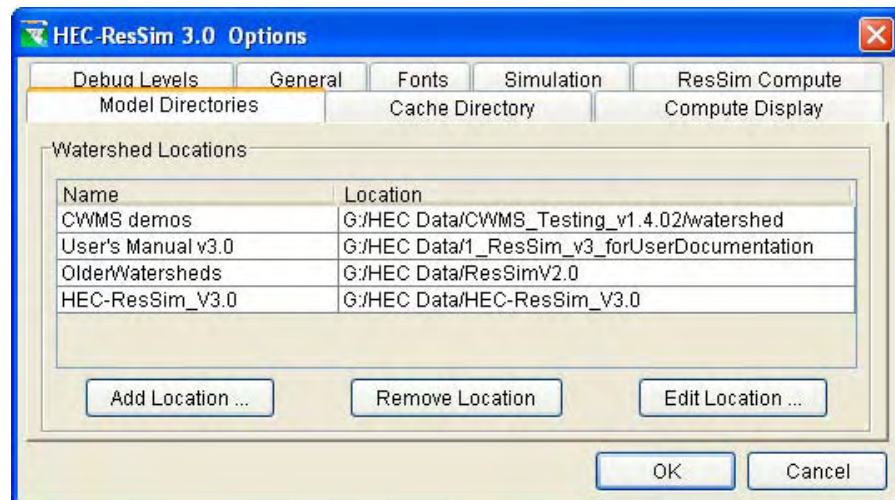 HEC-ResSim 3.0 Options
Debug Levels General Fonts Simulation ResSim Compute
Model Directories Cache Directory Compute Display
Watershed Locations
Name Location
CWMS demos G:/HEC Data/CWMS_Testing_v1.4.02/watershed
User's Manual v3.0 G:/HEC Data/1_ResSim_v3_forUserDocumentation
OlderWatersheds G:/HEC Data/ResSimV2.0
HEC-ResSim_V3.0 G:/HEC Data/HEC-ResSim_V3.0
Add Location ... Remove Location Edit Location ...
OK Cancel